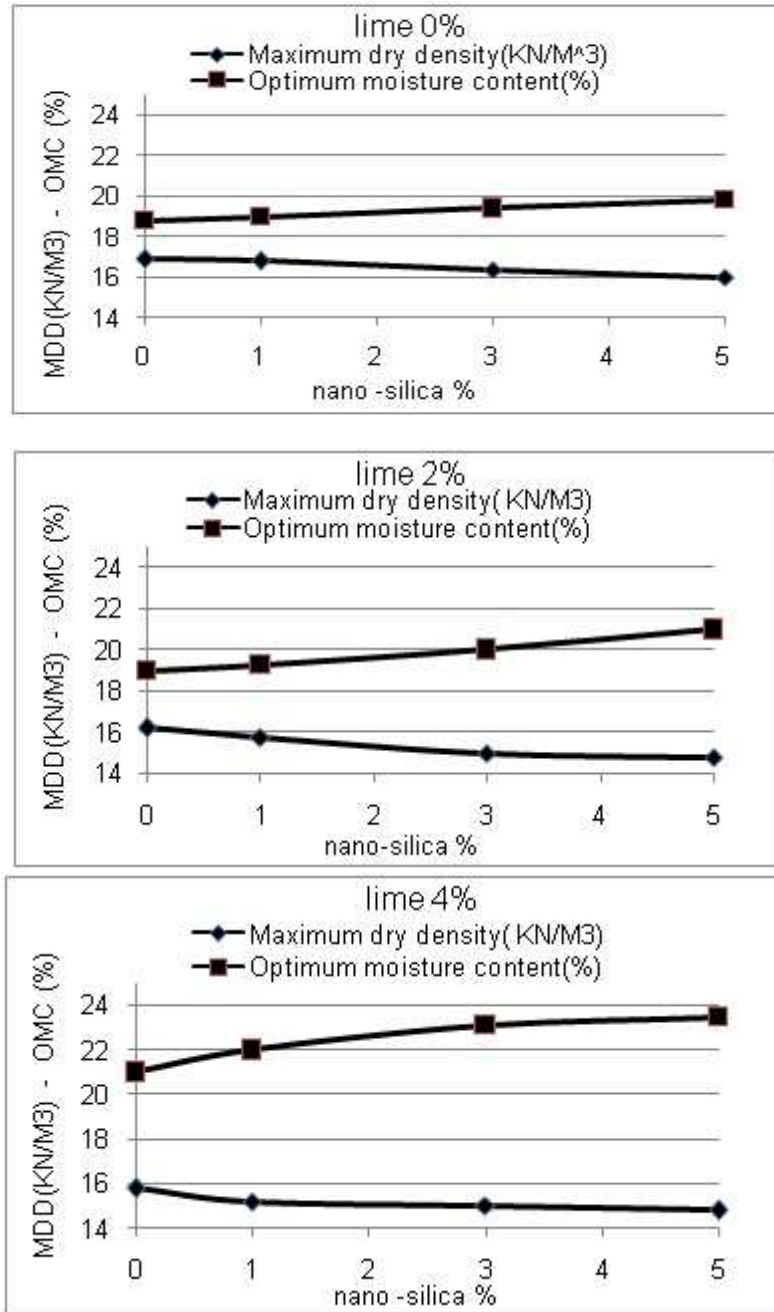 lime 0%
Maximum dry density(KN/M^3)
Optimum moisture content(%)
MDD(KN/M3) - OMC (%)
24
22
20
18
16
14
0 1 2 3 4 5
nano -silica %
lime 2%
Maximum dry density( KN/M3)
Optimum moisture content(%)
MDD(KN/M3) - OMC (%)
24
22
20
18
16
14
0 1 2 3 4 5
nano-silica %
lime 4%
Maximum dry density( KN/M3)
Optimum moisture content(%)
MDD(KN/M3) - OMC (%)
24
22
20
18
16
14
0 1 2 3 4 5
nano -silica %